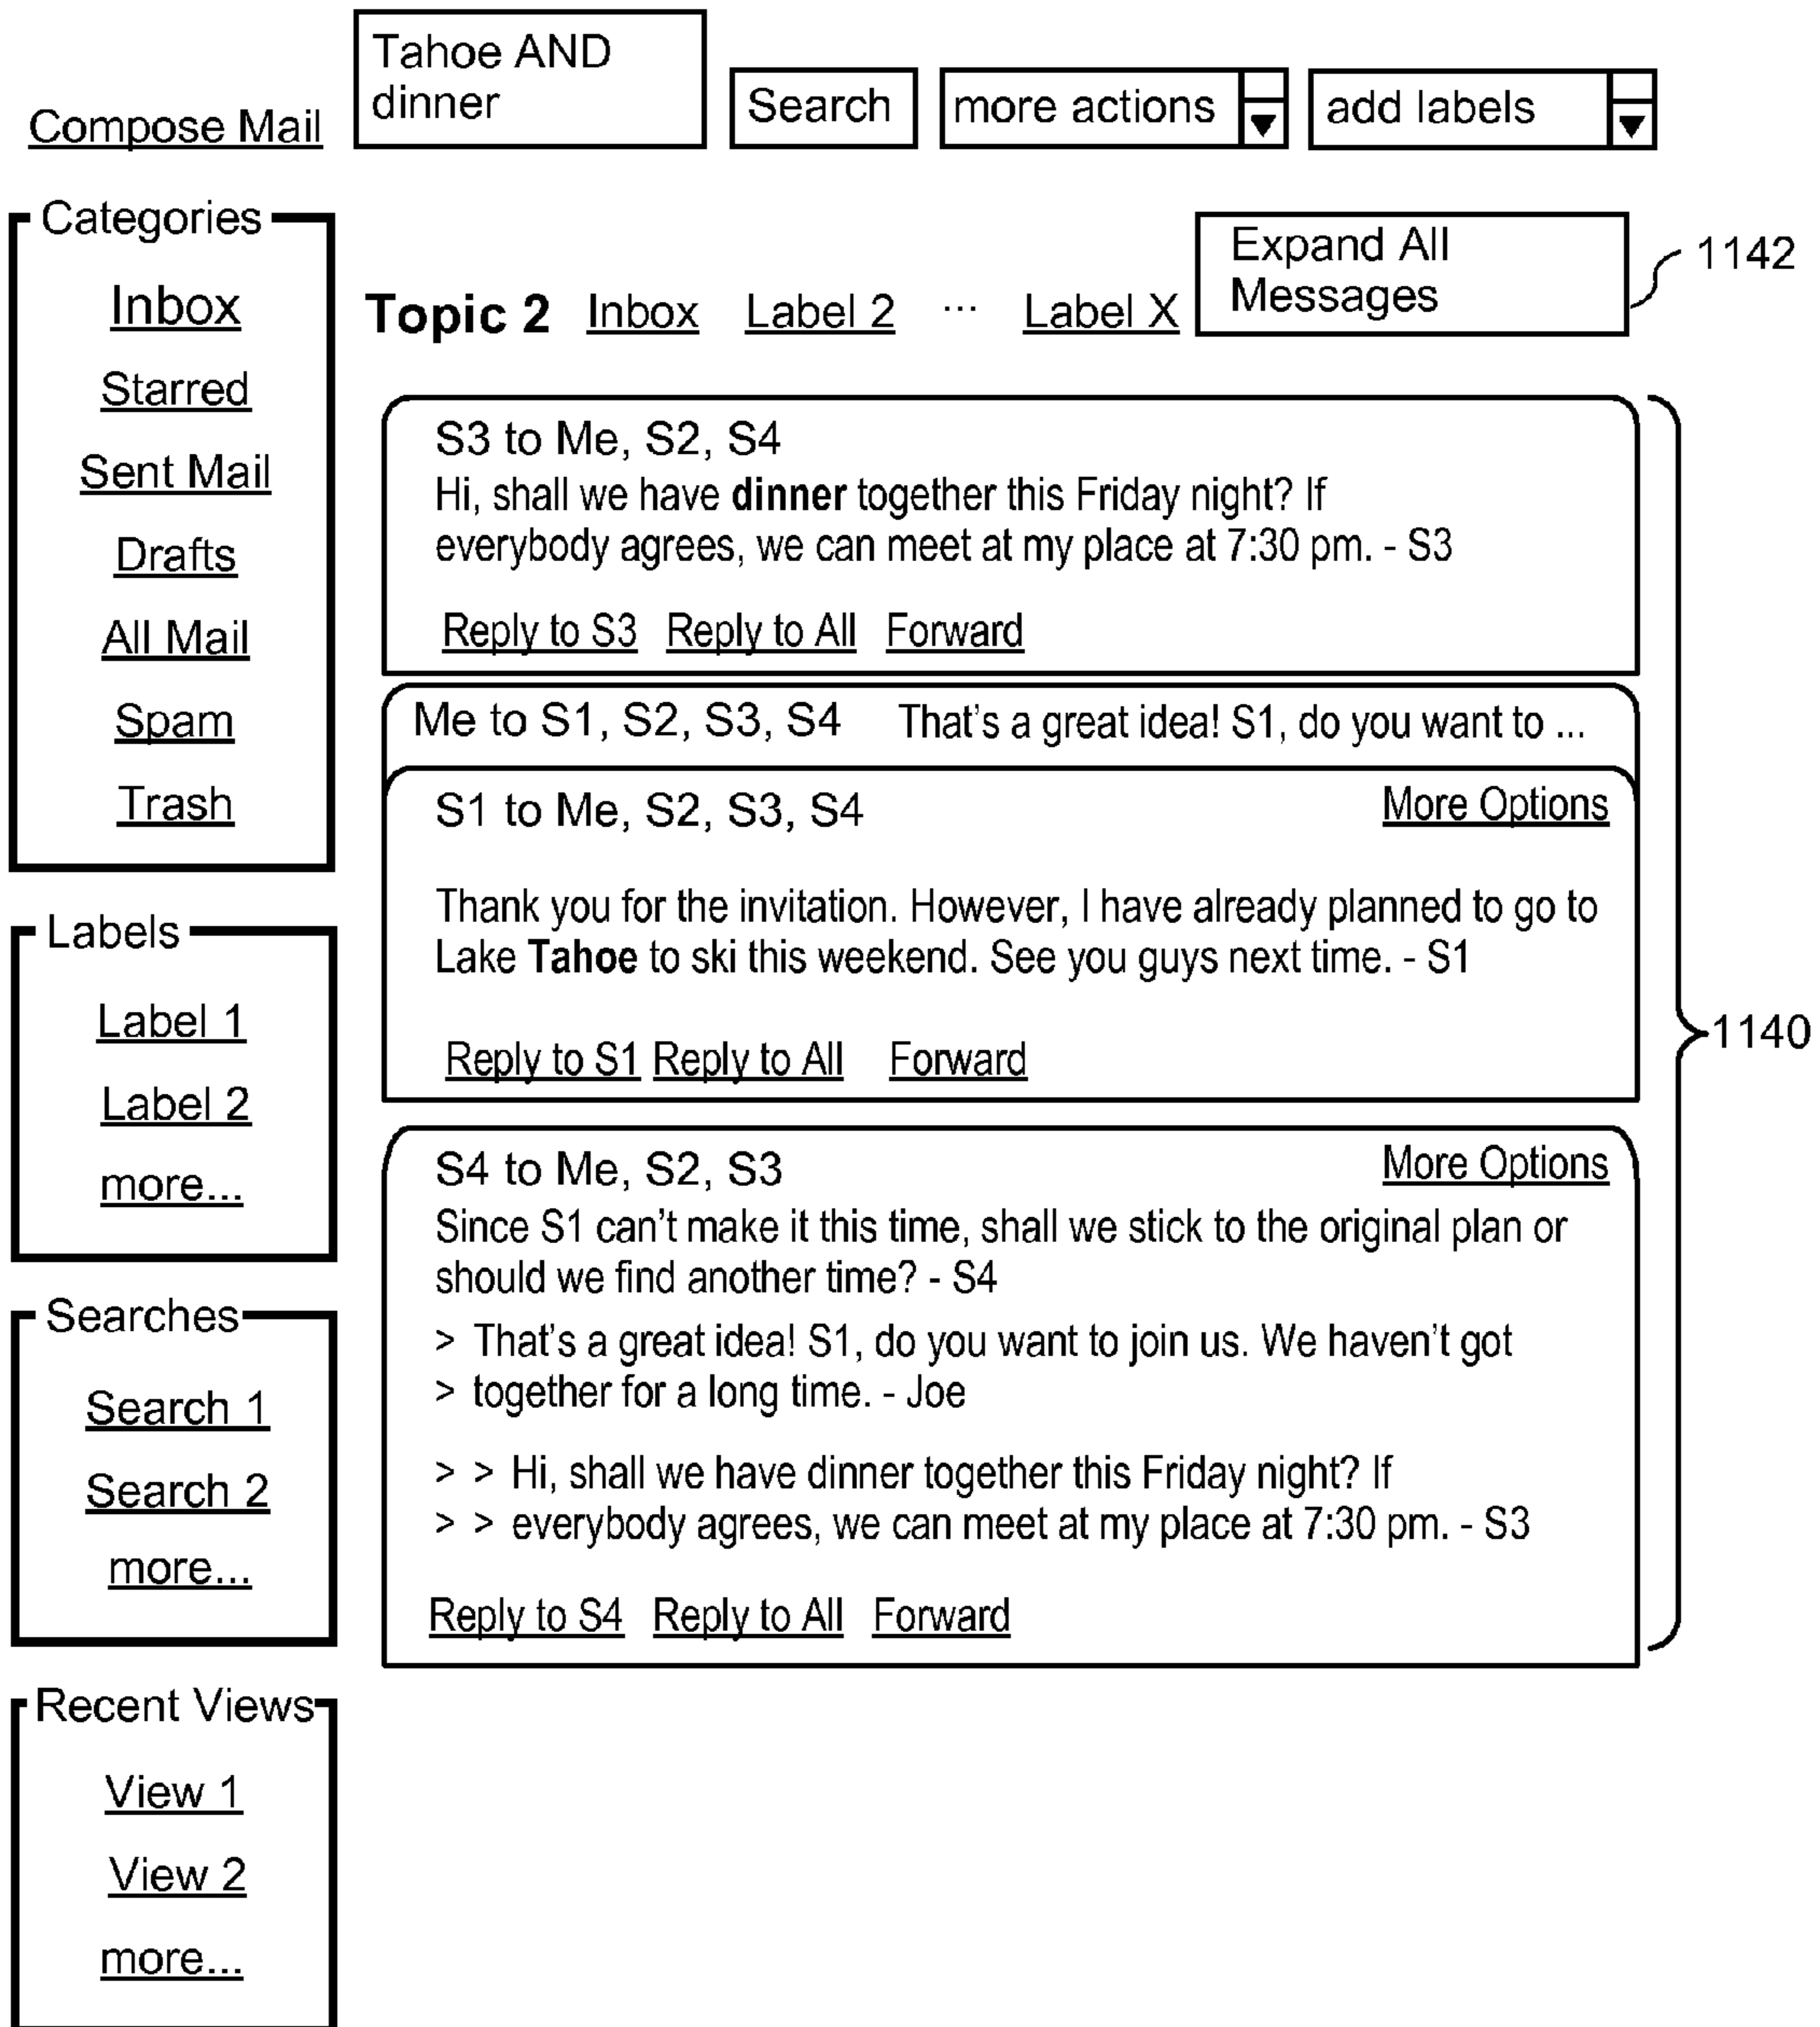 Compose Mail
Tahoe AND
dinner
Search
more actions
add labels
Categories
Inbox
Starred
Sent Mail
Drafts
All Mail
Spam
Trash
Labels
Label 1
Label 2
more...
Searches
Search 1
Search 2
more...
Recent Views
View 1
View 2
more...
Topic 2 Inbox Label 2 ... Label X
Expand All
Messages
1142
S3 to Me, S2, S4
Hi, shall we have dinner together this Friday night? If
everybody agrees, we can meet at my place at 7:30 pm. - S3
Reply to S3 Reply to All Forward
Me to S1, S2, S3, S4 That's a great idea! S1, do you want to ...
S1 to Me, S2, S3, S4 More Options
Thank you for the invitation. However, I have already planned to go to
Lake Tahoe to ski this weekend. See you guys next time. - S1
Reply to S1 Reply to All Forward
S4 to Me, S2, S3 More Options
Since S1 can't make it this time, shall we stick to the original plan or
should we find another time? - S4
> That's a great idea! S1, do you want to join us. We haven't got
> together for a long time. - Joe
> > Hi, shall we have dinner together this Friday night? If
> > everybody agrees, we can meet at my place at 7:30 pm. - S3
Reply to S4 Reply to All Forward
1140